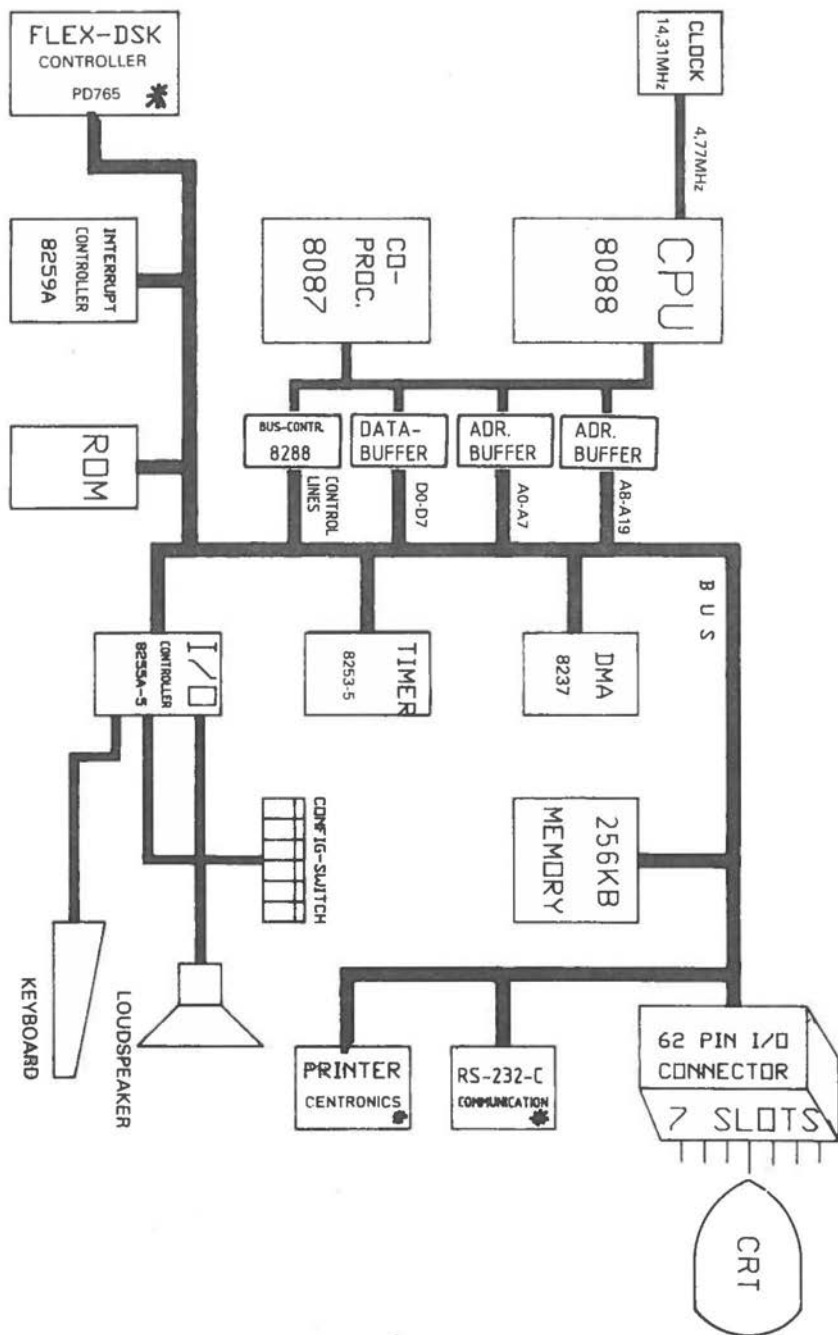 FLEX-DSK
CONTROLLER
PD765
CLOCK
14,31MHz
4,77MHz
INTERRUPT
CONTROLLER
8259A
CO-
PROC.
8087
CPU
8088
ROM
BUS-CONTR.
8288
DATA-
BUFFER
ADR.
BUFFER
ADR.
BUFFER
CONTROL
LINES
D0-D7
A0-A7
A8-A19
BUS
I/O
CONTROLLER
8255A-5
TIMER
8253-5
DMA
8237
CONFIG-SWITCH
256KB
MEMORY
KEYBOARD
LOUDSPEAKER
PRINTER
CENTRONICS
RS-232-C
COMMUNICATION
62 PIN I/O
CONNECTOR
7 SLOTS
CRT